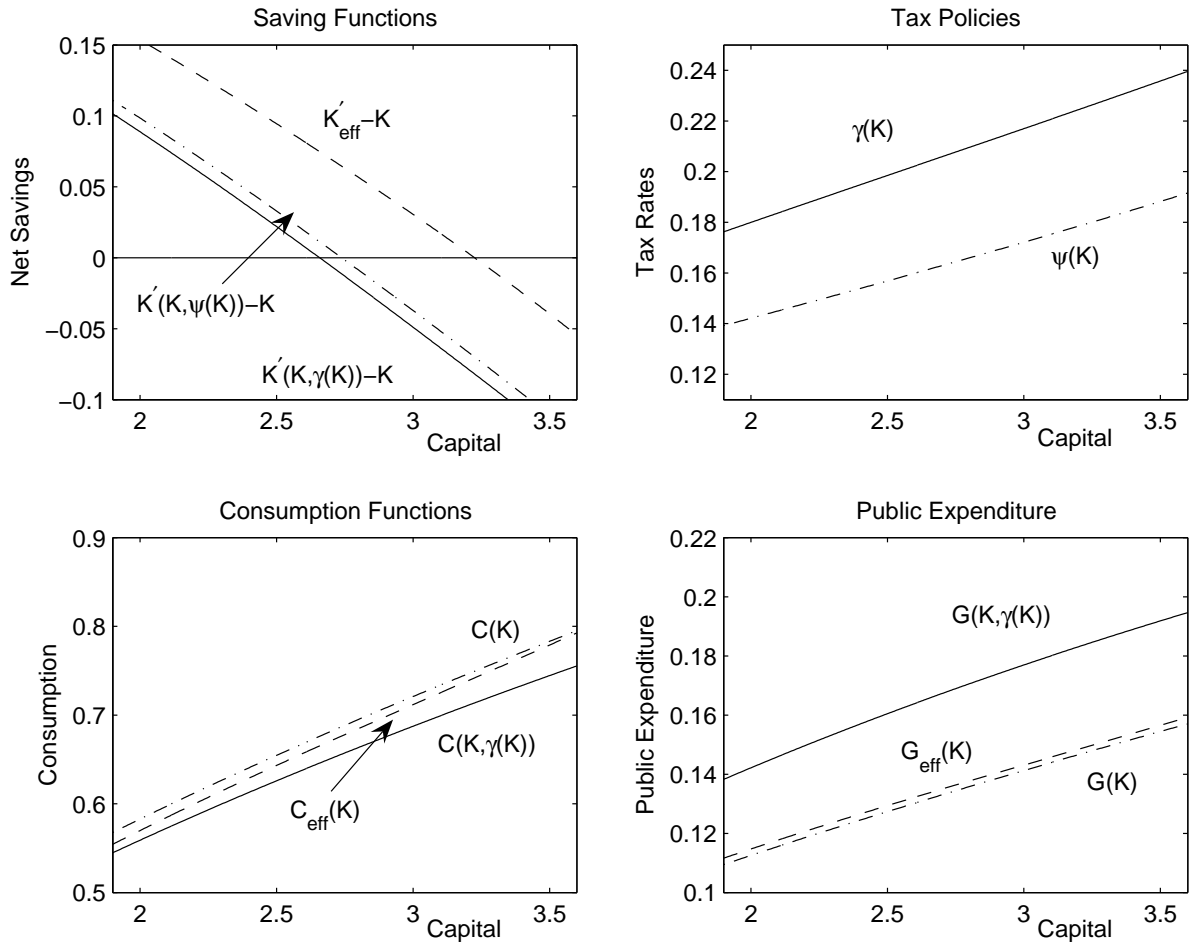 Saving Functions
0.15
0.1
0.05
0
−0.05
−0.1
Net Savings
K′eff−K
K′(K,ψ(K))−K
K′(K,γ(K))−K
2
2.5
3
3.5
Capital
Tax Policies
0.24
0.22
0.2
0.18
0.16
0.14
0.12
Tax Rates
γ(K)
ψ(K)
2
2.5
3
3.5
Capital
Consumption Functions
0.9
0.8
0.7
0.6
0.5
Consumption
C(K)
C(K,γ(K))
Ceff(K)
2
2.5
3
3.5
Capital
Public Expenditure
0.22
0.2
0.18
0.16
0.14
0.12
0.1
Public Expenditure
G(K,γ(K))
Geff(K)
G(K)
2
2.5
3
3.5
Capital